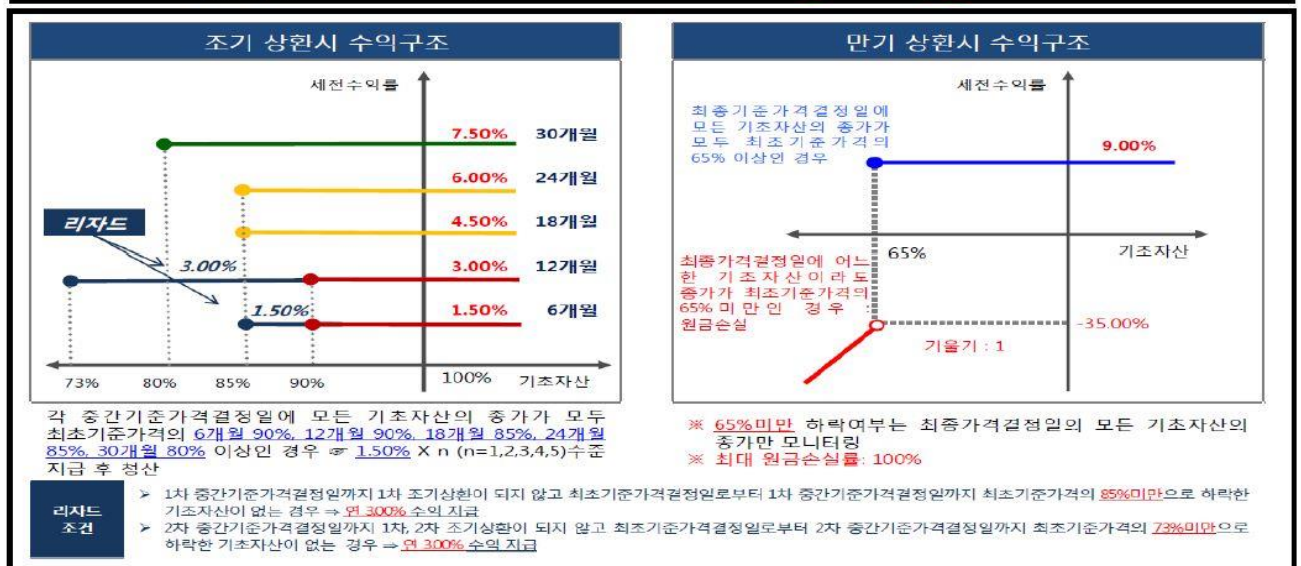 조기 상환시 수익구조
세전수익률
7.50% 30개월
6.00% 24개월
4.50% 18개월
리자드
3.00%
3.00% 12개월
1.50%
1.50% 6개월
73% 80% 85% 90% 100% 기초자산
각 중간기준가격결정일에 모든 기초자산의 종가가 모두
최초기준가격의 6개월 90%, 12개월 90%, 18개월 85%, 24개월
85%, 30개월 80% 이상인 경우 ☞ 1.50% X n (n=1,2,3,4,5)수준
지급 후 청산
만기 상환시 수익구조
세전수익률
최종기준가격결정일에
모든 기초자산의 종가가
모두 최초기준가격의
65% 이상인 경우
9.00%
65%
기초자산
최종가격결정일에 어느
한 기초자산이라도
종가가 최초기준가격의
65%미만인 경우 :
원금손실
-35.00%
기울기 : 1
※ 65%미만 하락여부는 최종가격결정일의 모든 기초자산의
종가만 모니터링
※ 최대 원금손실률: 100%
리자드
조건
➢ 1차 중간기준가격결정일까지 1차 조기상환이 되지 않고 최초기준가격결정일로부터 1차 중간기준가격결정일까지 최초기준가격의 85%미만으로 하락한
기초자산이 없는 경우 ⇒ 연 3.00% 수익 지급
➢ 2차 중간기준가격결정일까지 1차, 2차 조기상환이 되지 않고 최초기준가격결정일로부터 2차 중간기준가격결정일까지 최초기준가격의 73%미만으로
하락한 기초자산이 없는 경우 ⇒ 연 3.00% 수익 지급